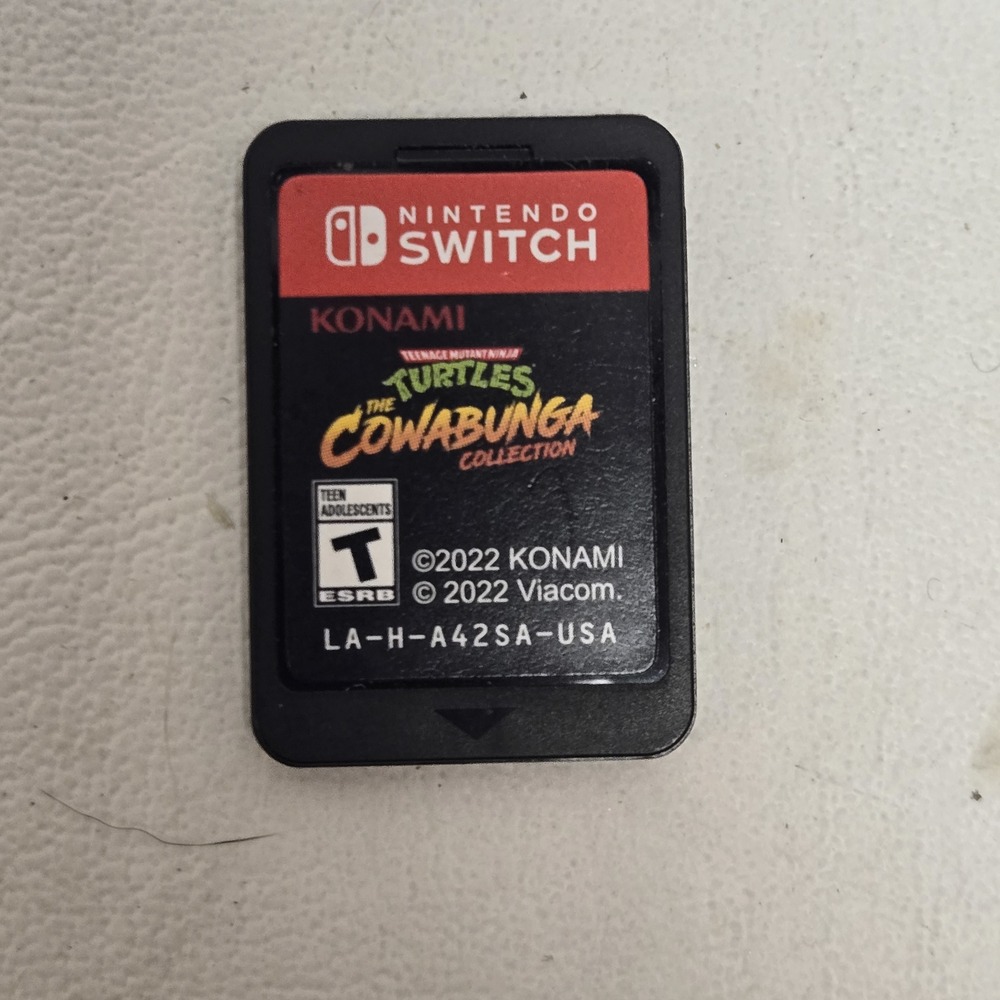 NINTENDO
SWITCH
KONAMI
TEENAGE MUTANT NINJA
TURTLES
THE
COWABUNGA
COLLECTION
TEEN
ADOLESCENTS
T
ESRB
©2022 KONAMI
© 2022 Viacom.
LA-H-A42SA-USA